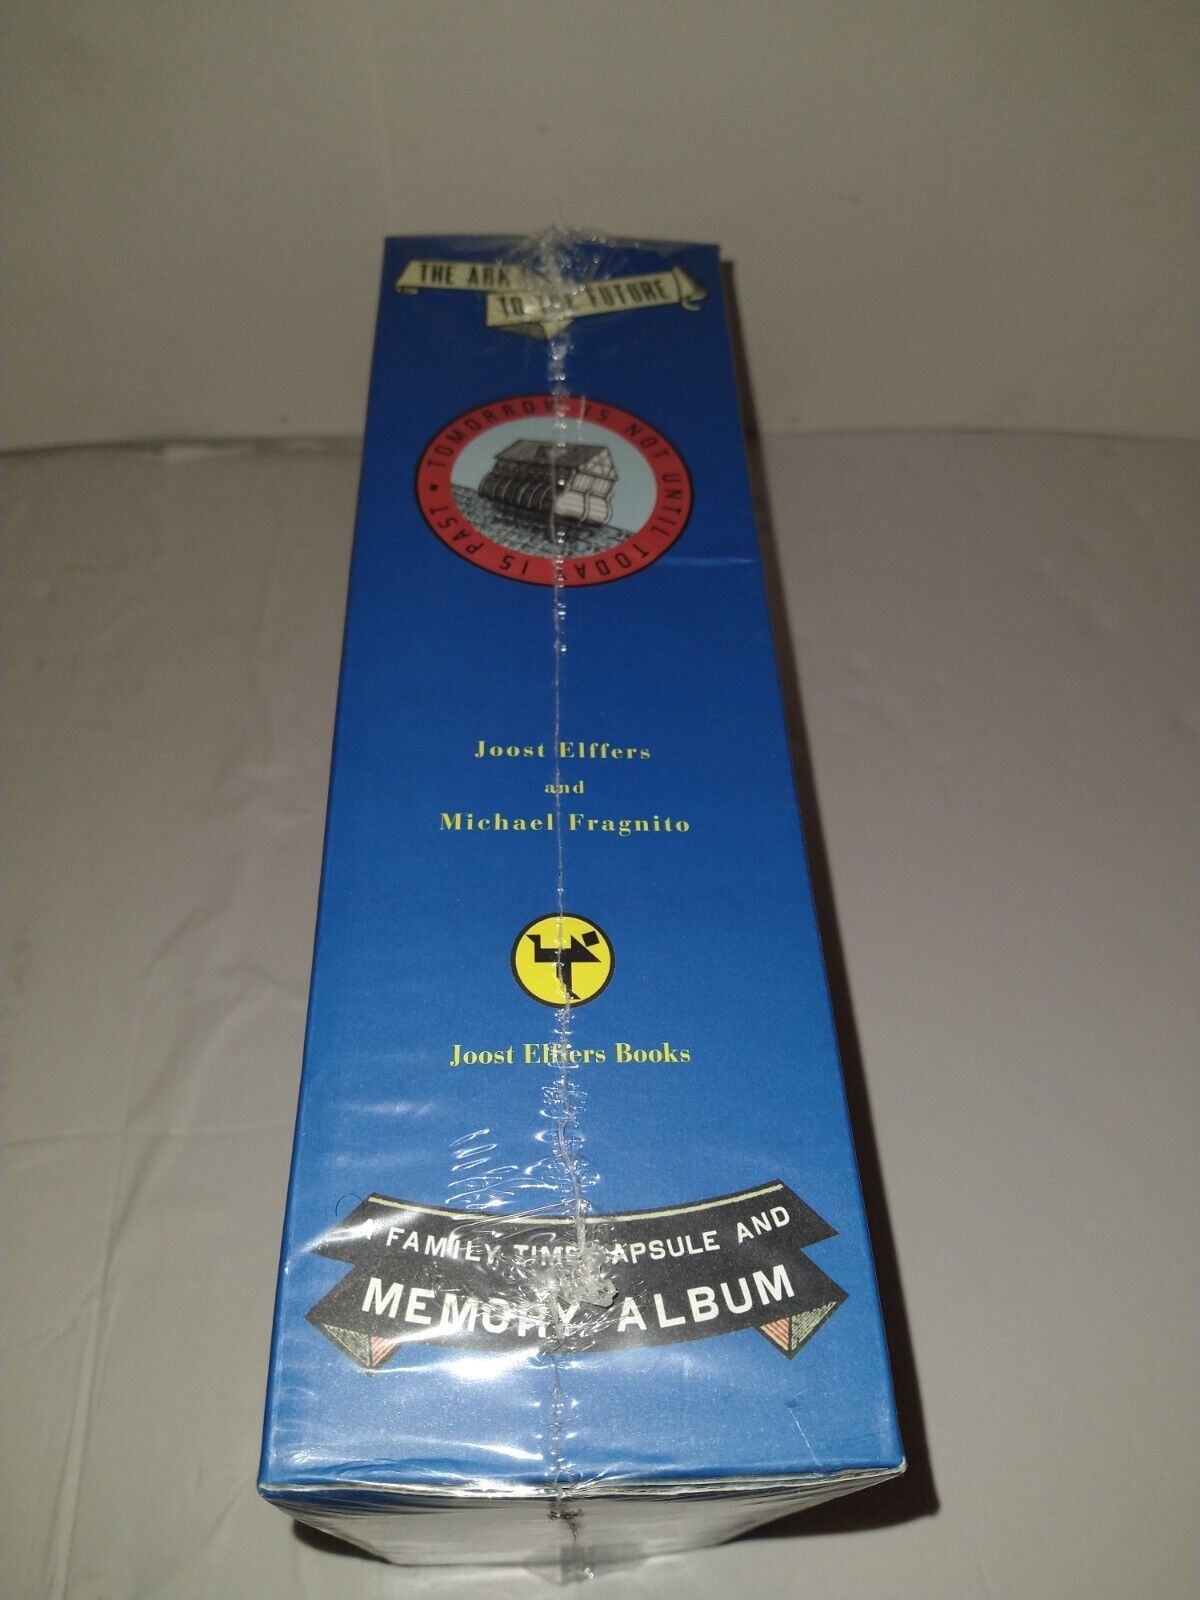 THE ARK
TO THE FUTURE
TOMORROW IS NOT UNTIL TODAY IS PAST •
Joost Elffers
and
Michael Fragnito
Joost Elffers Books
A FAMILY TIME CAPSULE AND
MEMORY ALBUM